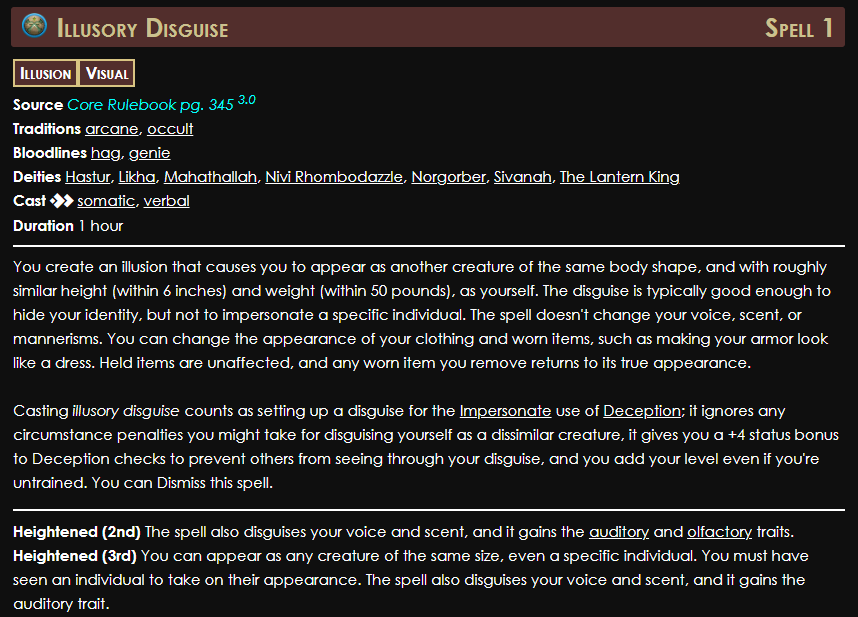 Illusory Disguise Spell 1
Illusion Visual
Source Core Rulebook pg. 345 3.0
Traditions arcane, occult
Bloodlines hag, genie
Deities Hastur, Likha, Mahathallah, Nivi Rhombodazzle, Norgorber, Sivanah, The Lantern King
Cast somatic, verbal
Duration 1 hour
You create an illusion that causes you to appear as another creature of the same body shape, and with roughly
similar height (within 6 inches) and weight (within 50 pounds), as yourself. The disguise is typically good enough to
hide your identity, but not to impersonate a specific individual. The spell doesn't change your voice, scent, or
mannerisms. You can change the appearance of your clothing and worn items, such as making your armor look
like a dress. Held items are unaffected, and any worn item you remove returns to its true appearance.
Casting illusory disguise counts as setting up a disguise for the Impersonate use of Deception; it ignores any
circumstance penalties you might take for disguising yourself as a dissimilar creature, it gives you a +4 status bonus
to Deception checks to prevent others from seeing through your disguise, and you add your level even if you're
untrained. You can Dismiss this spell.
Heightened (2nd) The spell also disguises your voice and scent, and it gains the auditory and olfactory traits.
Heightened (3rd) You can appear as any creature of the same size, even a specific individual. You must have
seen an individual to take on their appearance. The spell also disguises your voice and scent, and it gains the
auditory trait.